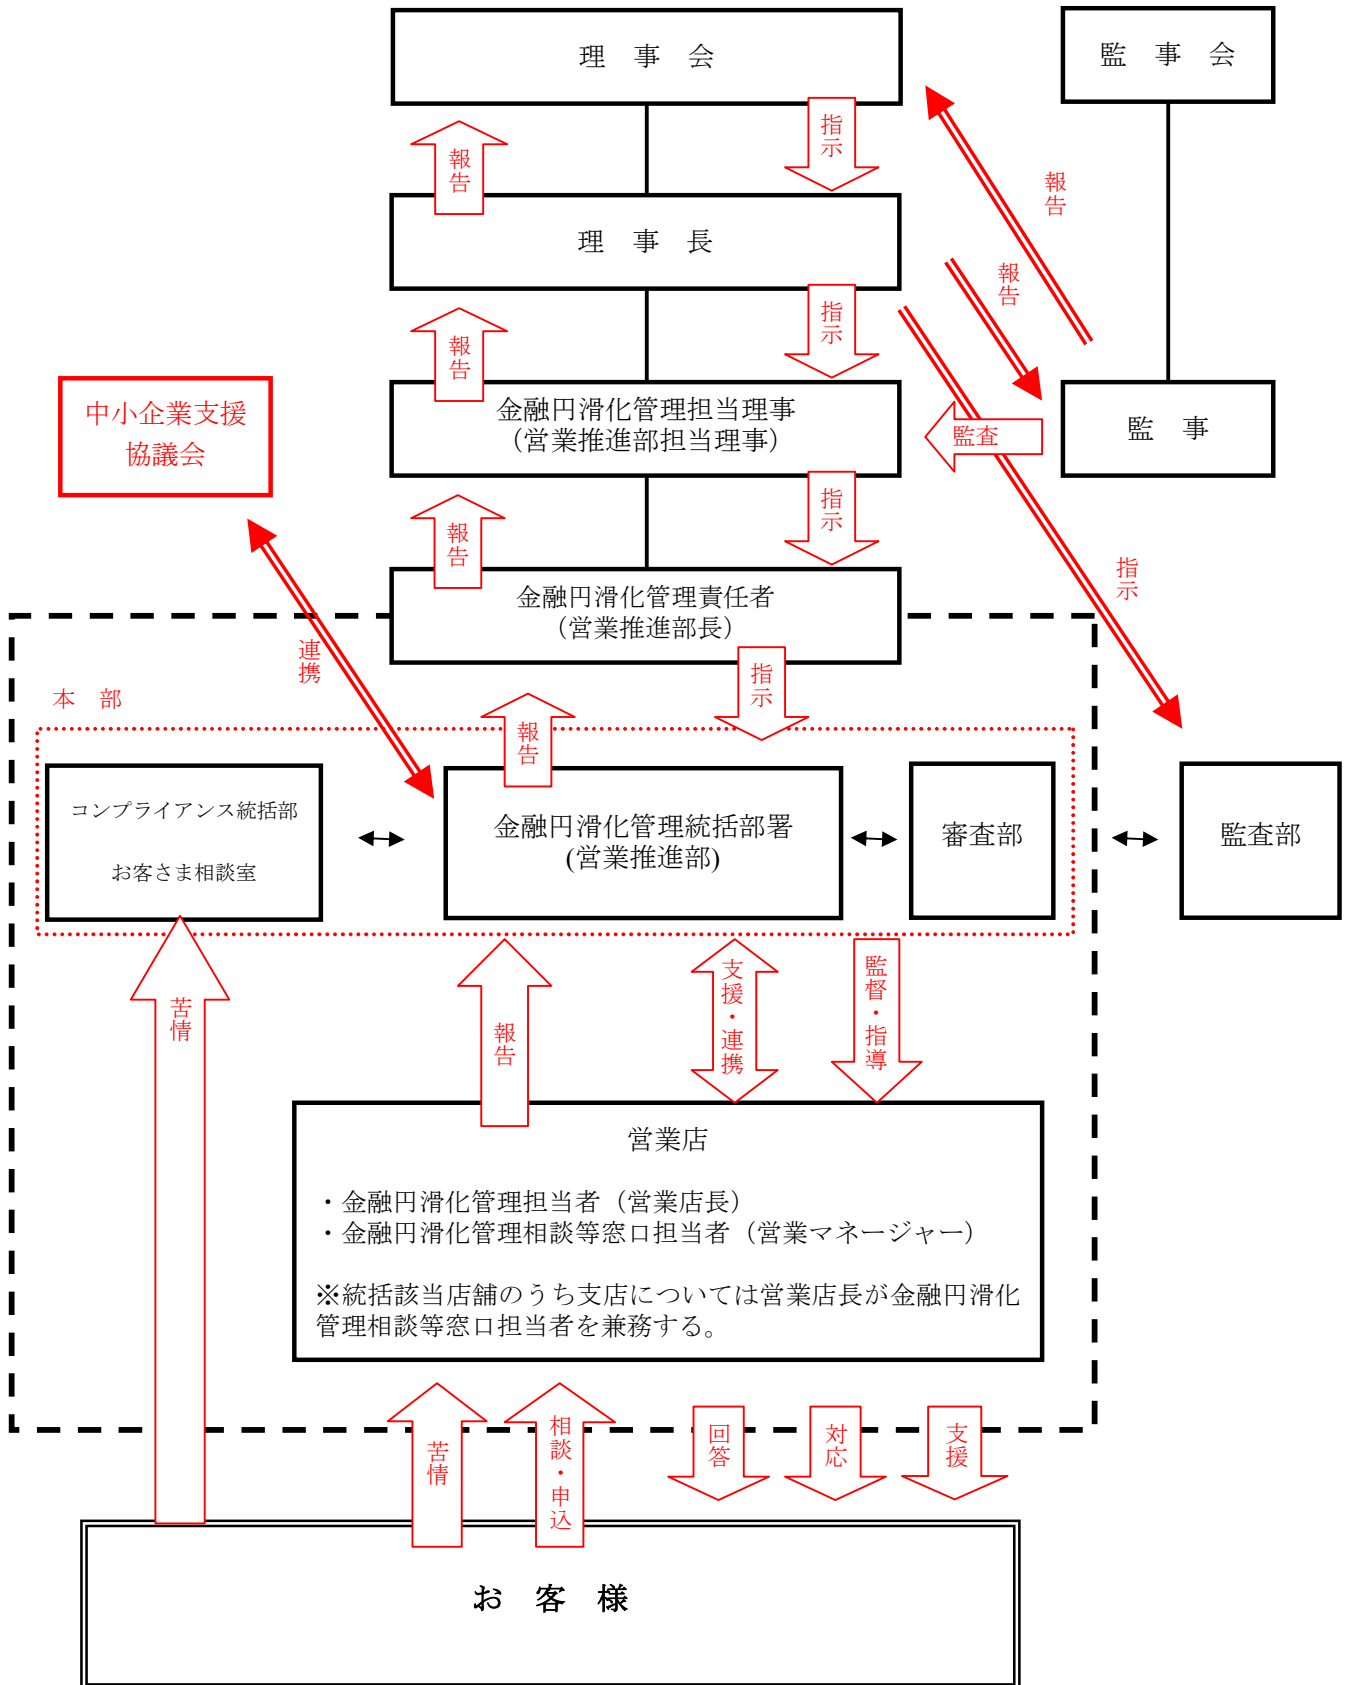 理　事　会
監　事　会
指示
報告
報告
理　事　長
報告
指示
報告
中小企業支援
協議会
金融円滑化管理担当理事
（営業推進部担当理事）
監査
監　事
指示
報告
指示
金融円滑化管理責任者
（営業推進部長）
連携
指示
本　部
報告
コンプライアンス統括部
お客さま相談室
金融円滑化管理統括部署
(営業推進部)
審査部
監査部
苦情
報告
支援・連携
監督・指導
営業店
・金融円滑化管理担当者（営業店長）
・金融円滑化管理相談等窓口担当者（営業マネージャー）
※統括該当店舗のうち支店については営業店長が金融円滑化
管理相談等窓口担当者を兼務する。
苦情
相談・申込
回答
対応
支援
お　客　様